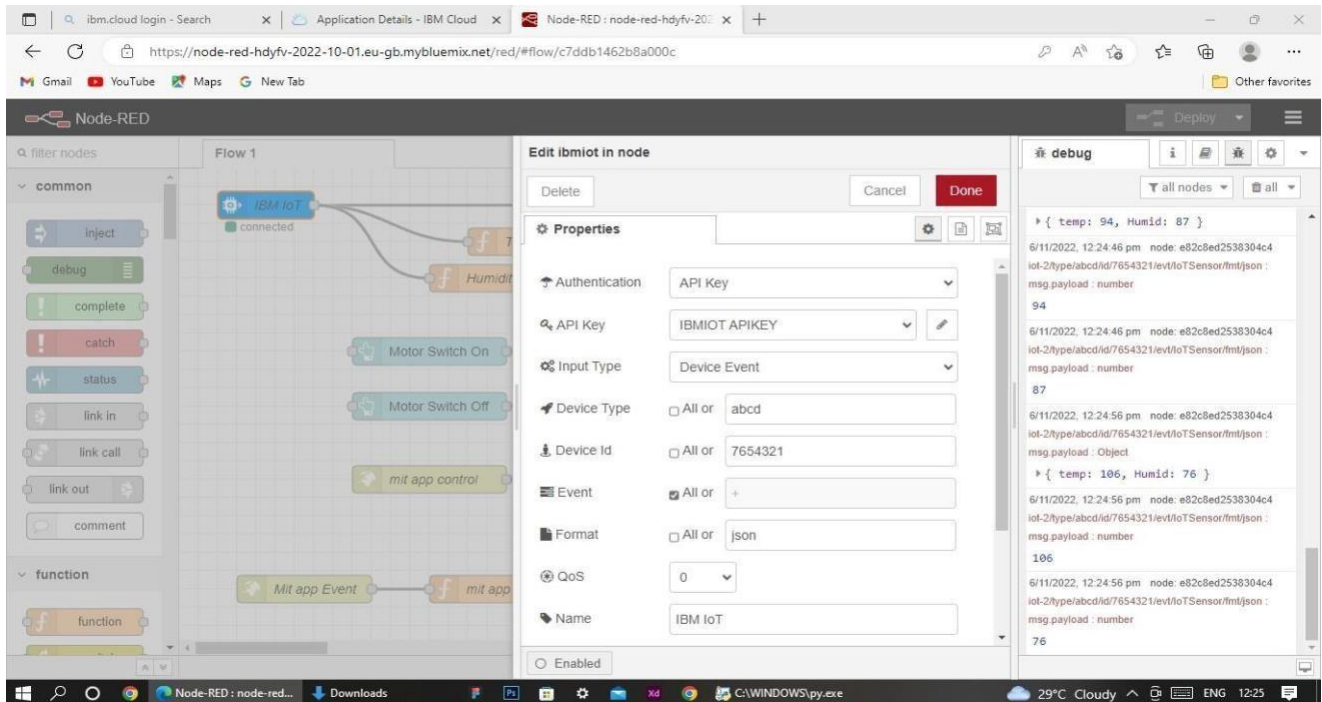 ibm.cloud login - Search
Application Details - IBM Cloud
Node-RED : node-red-hdyfv-202
https://node-red-hdyfv-2022-10-01.eu-gb.mybluemix.net/red/#flow/c7ddb1462b8a000c
Gmail YouTube Maps New Tab
Other favorites
Node-RED
Deploy
filter nodes
common
inject
debug
complete
catch
status
link in
link call
link out
comment
function
function
Flow 1
IBM IoT
connected
T
Humidit
Motor Switch On
Motor Switch Off
mit app control
Mit app Event
mit app
Edit ibmiot in node
Delete Cancel Done
Properties
Authentication API Key
API Key IBMIOT APIKEY
Input Type Device Event
Device Type All or abcd
Device Id All or 7654321
Event All or +
Format All or json
QoS 0
Name IBM IoT
Enabled
debug i
all nodes all
{ temp: 94, Humid: 87 }
6/11/2022, 12:24:46 pm node: e82c8ed2538304c4
iot-2/type/abcd/id/7654321/evt/IoTSensor/fmt/json :
msg.payload : number
94
6/11/2022, 12:24:46 pm node: e82c8ed2538304c4
iot-2/type/abcd/id/7654321/evt/IoTSensor/fmt/json :
msg.payload : number
87
6/11/2022, 12:24:56 pm node: e82c8ed2538304c4
iot-2/type/abcd/id/7654321/evt/IoTSensor/fmt/json :
msg.payload : Object
{ temp: 106, Humid: 76 }
6/11/2022, 12:24:56 pm node: e82c8ed2538304c4
iot-2/type/abcd/id/7654321/evt/IoTSensor/fmt/json :
msg.payload : number
106
6/11/2022, 12:24:56 pm node: e82c8ed2538304c4
iot-2/type/abcd/id/7654321/evt/IoTSensor/fmt/json :
msg.payload : number
76
Node-RED : node-red... Downloads Ps Xd C:\WINDOWS\py.exe 29°C Cloudy ENG 12:25